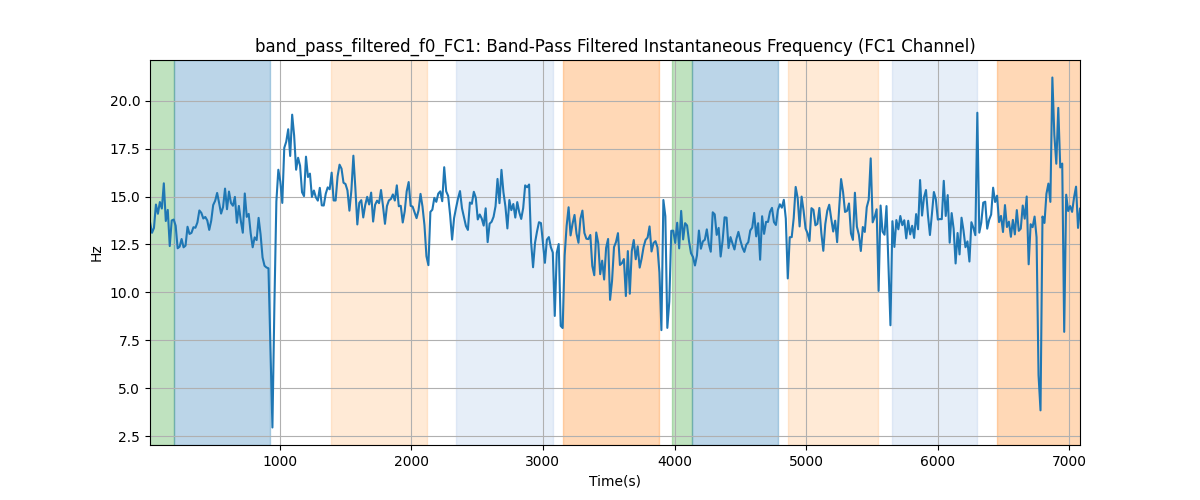 band_pass_filtered_f0_FC1: Band-Pass Filtered Instantaneous Frequency (FC1 Channel)
20.0
17.5
15.0
12.5
10.0
7.5
5.0
2.5
Hz
1000 2000 3000 4000 5000 6000 7000
Time(s)